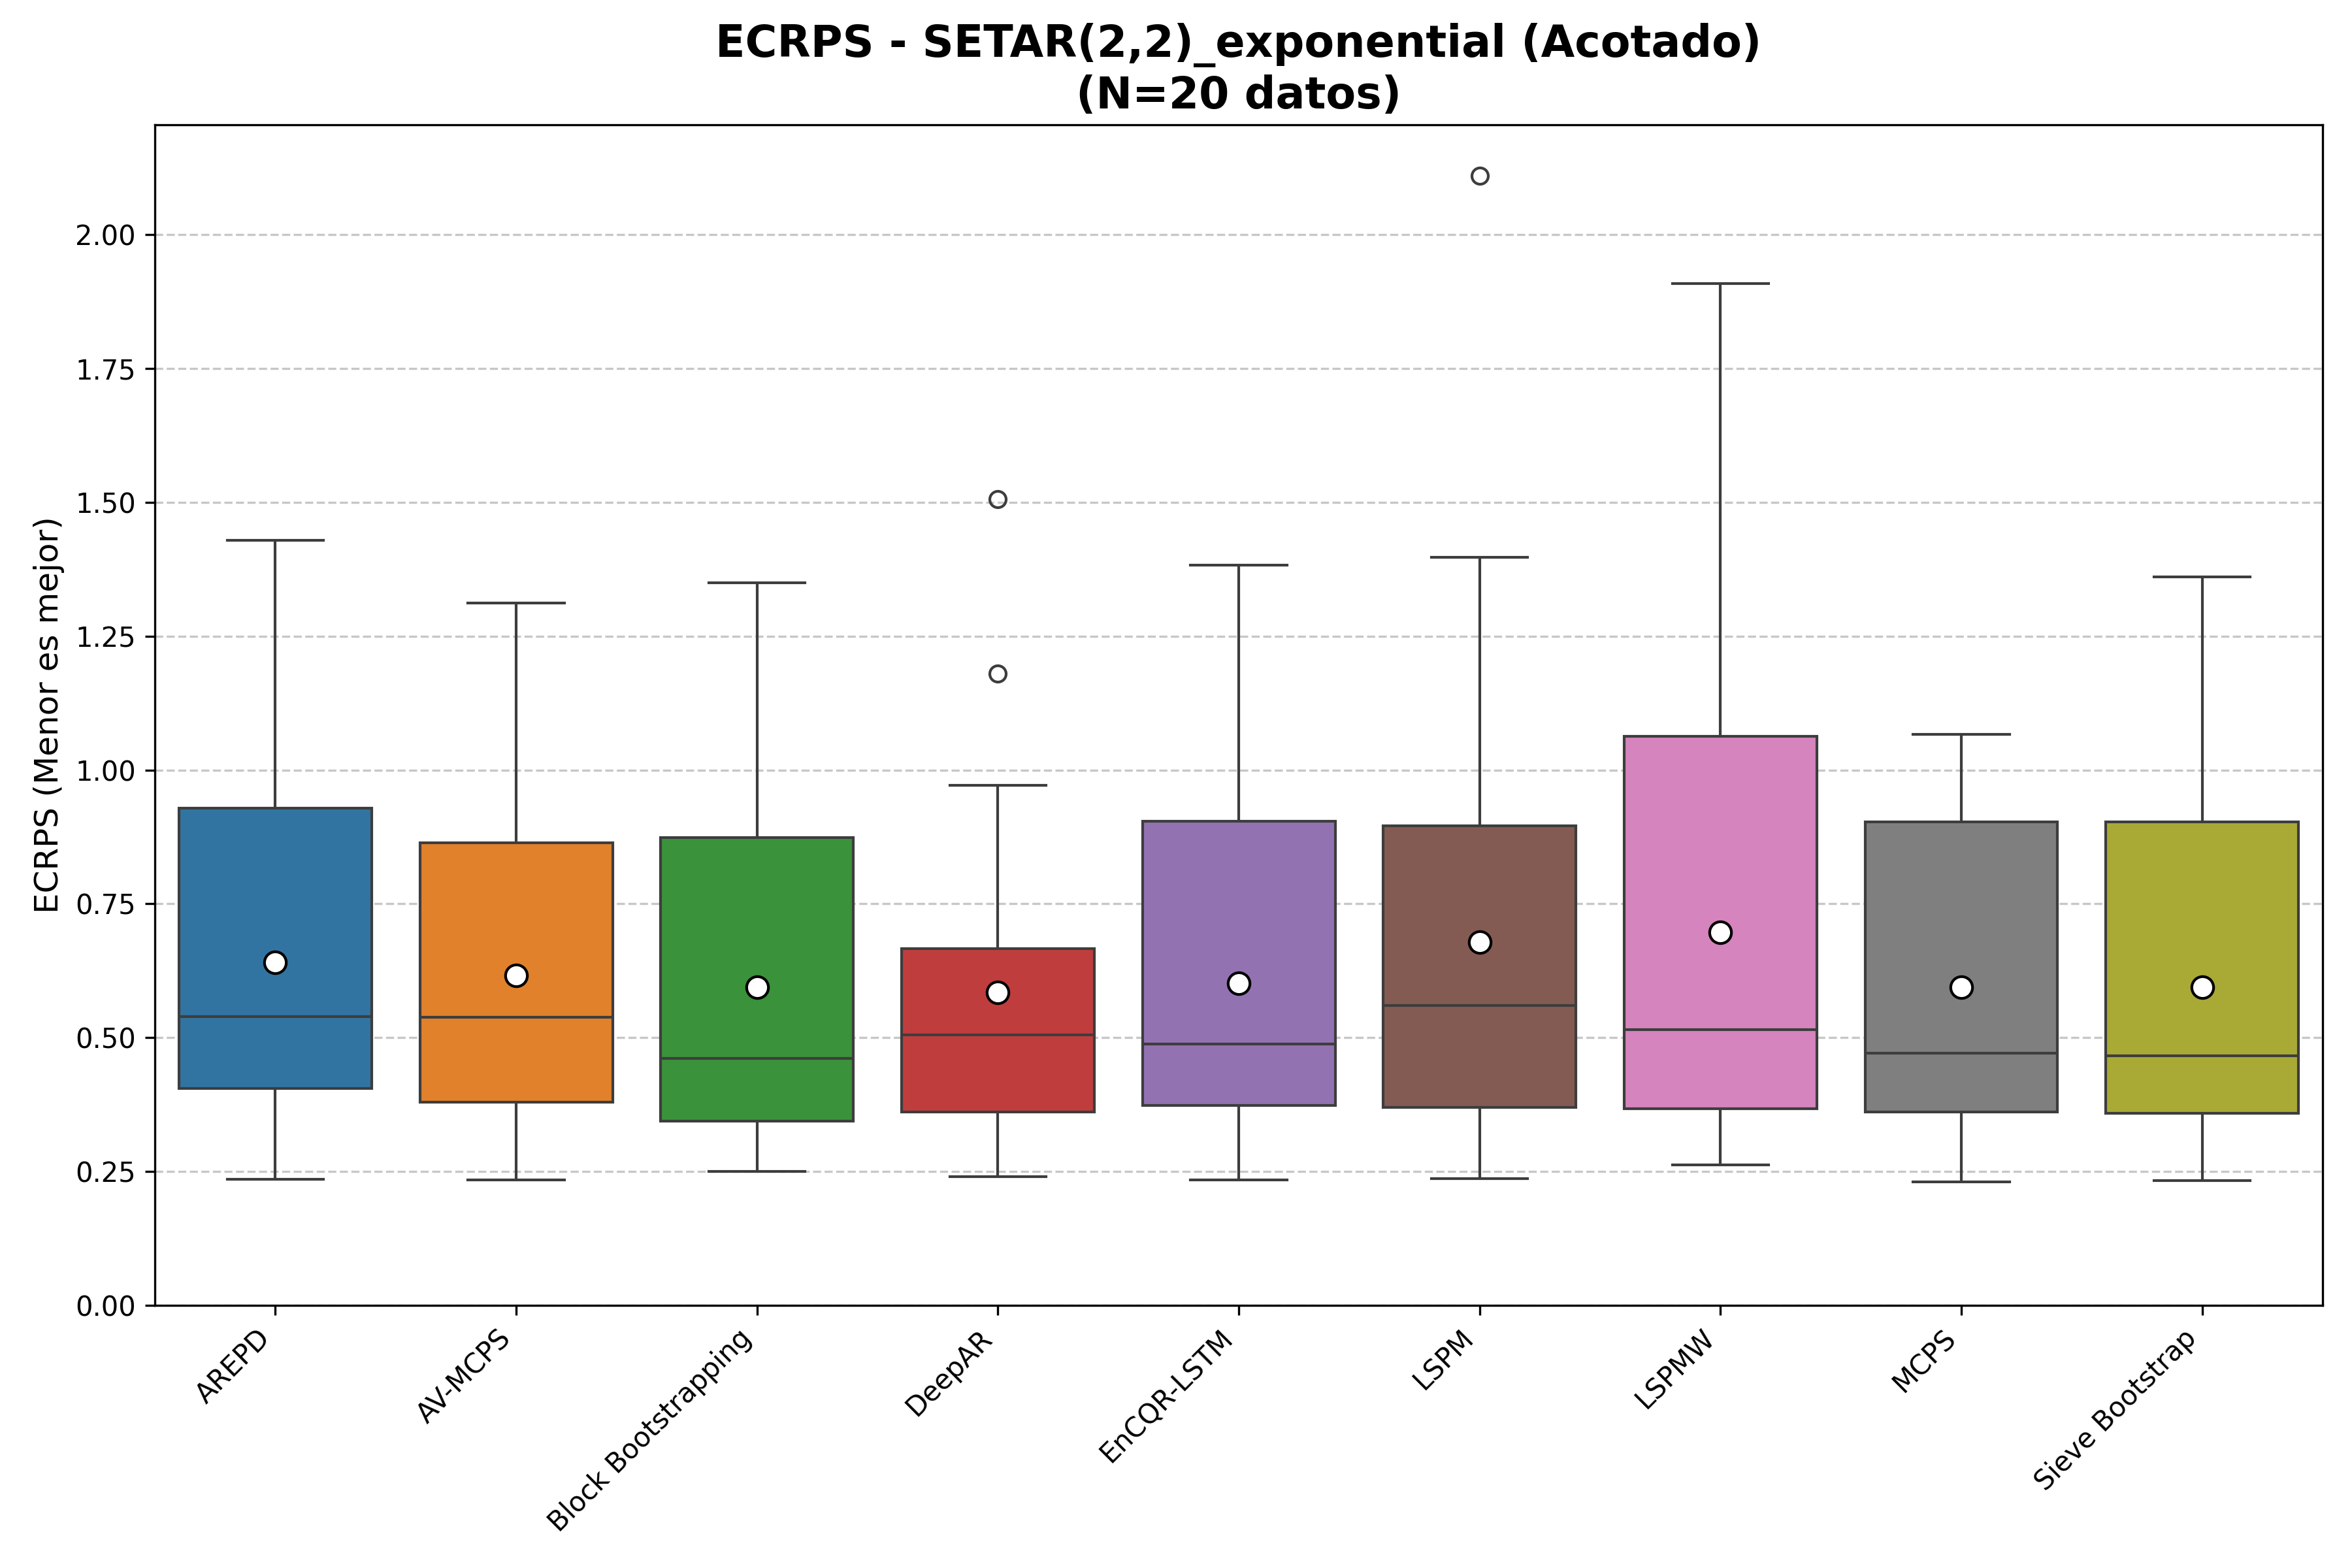 ECRPS - SETAR(2,2)_exponential (Acotado)
(N=20 datos)
ECRPS (Menor es mejor)
2.00
1.75
1.50
1.25
1.00
0.75
0.50
0.25
0.00
AREPD
AV-MCPS
Block Bootstrapping
DeepAR
EnCQR-LSTM
LSPM
LSPMW
MCPS
Sieve Bootstrap